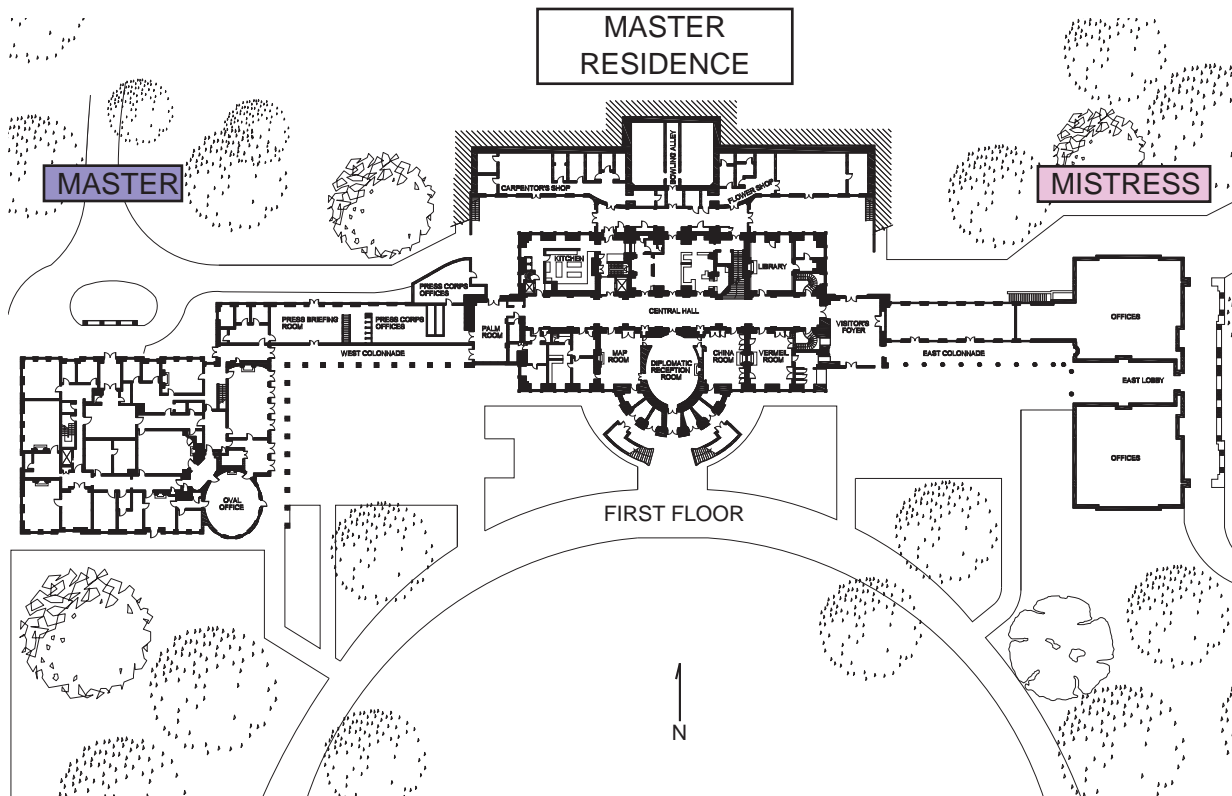 MASTER
RESIDENCE
MASTER
MISTRESS
BOWLING ALLEY
CARPENTOR'S SHOP
FLOWER SHOP
KITCHEN
LIBRARY
PRESS CORPS
OFFICES
PRESS BRIEFING
ROOM
PRESS CORPS
OFFICES
PALM
ROOM
CENTRAL HALL
VISITOR'S
FOYER
OFFICES
WEST COLONNADE
MAP
ROOM
DIPLOMATIC
RECEPTION
ROOM
CHINA
ROOM
VERMEIL
ROOM
EAST COLONNADE
EAST LOBBY
OFFICES
OVAL
OFFICE
FIRST FLOOR
N